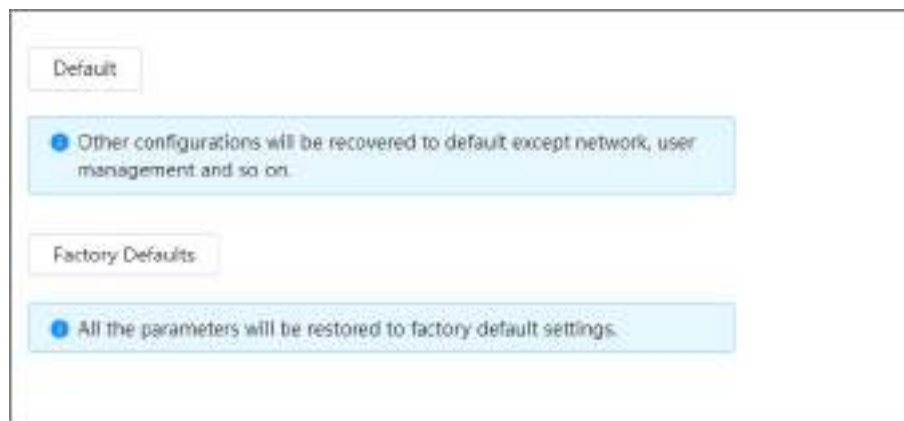 Default
Other configurations will be recovered to default except network, user
management and so on.
Factory Defaults
All the parameters will be restored to factory default settings.